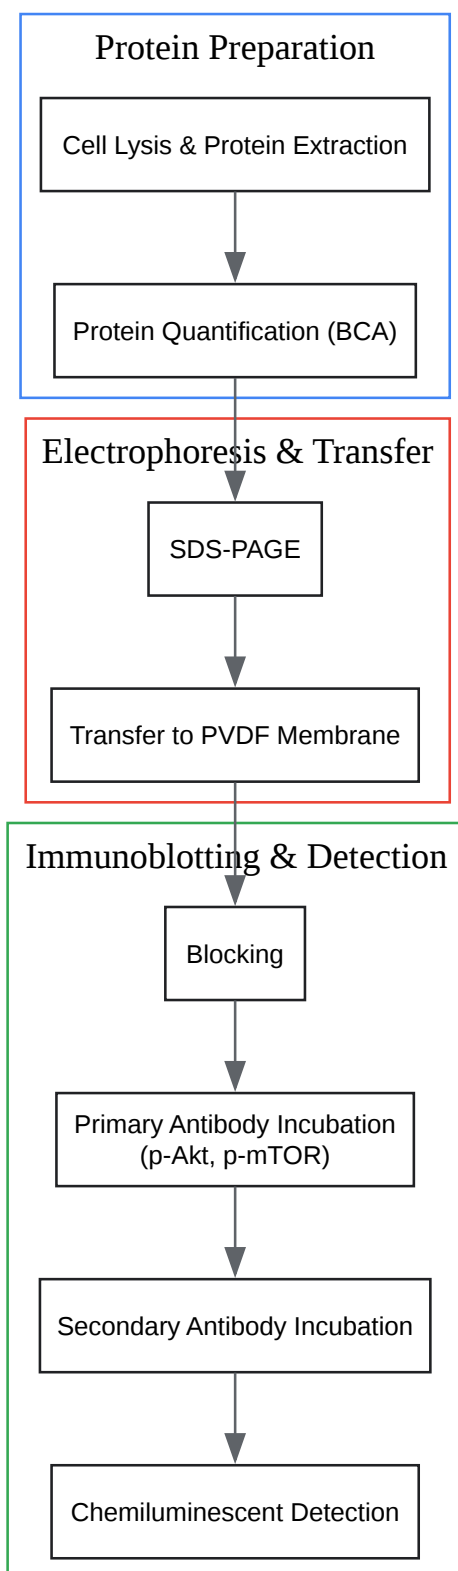 Protein Preparation
Cell Lysis & Protein Extraction
Protein Quantification (BCA)
Electrophoresis & Transfer
SDS-PAGE
Transfer to PVDF Membrane
Immunoblotting & Detection
Blocking
Primary Antibody Incubation
(p-Akt, p-mTOR)
Secondary Antibody Incubation
Chemiluminescent Detection